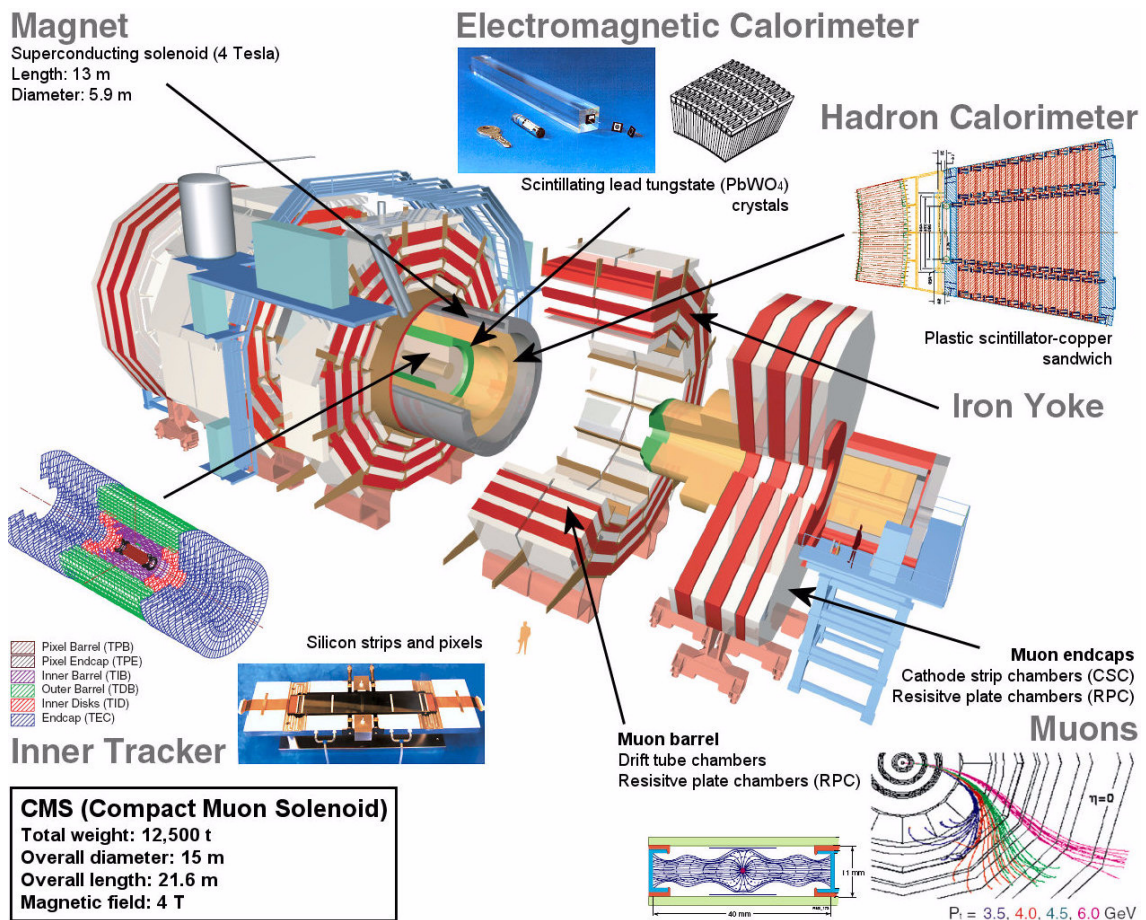 Magnet
Superconducting solenoid (4 Tesla)
Length: 13 m
Diameter: 5.9 m
Electromagnetic Calorimeter
Scintillating lead tungstate (PbWO4)
crystals
Hadron Calorimeter
Plastic scintillator-copper
sandwich
Iron Yoke
Pixel Barrel (TPB)
Pixel Endcap (TPE)
Inner Barrel (TIB)
Outer Barrel (TDB)
Inner Disks (TID)
Endcap (TEC)
Inner Tracker
Silicon strips and pixels
Muon barrel
Drift tube chambers
Resisitve plate chambers (RPC)
Muon endcaps
Cathode strip chambers (CSC)
Resisitve plate chambers (RPC)
Muons
η=0
Pt = 3.5, 4.0, 4.5, 6.0 GeV
11 mm
40 mm
CMS (Compact Muon Solenoid)
Total weight: 12,500 t
Overall diameter: 15 m
Overall length: 21.6 m
Magnetic field: 4 T